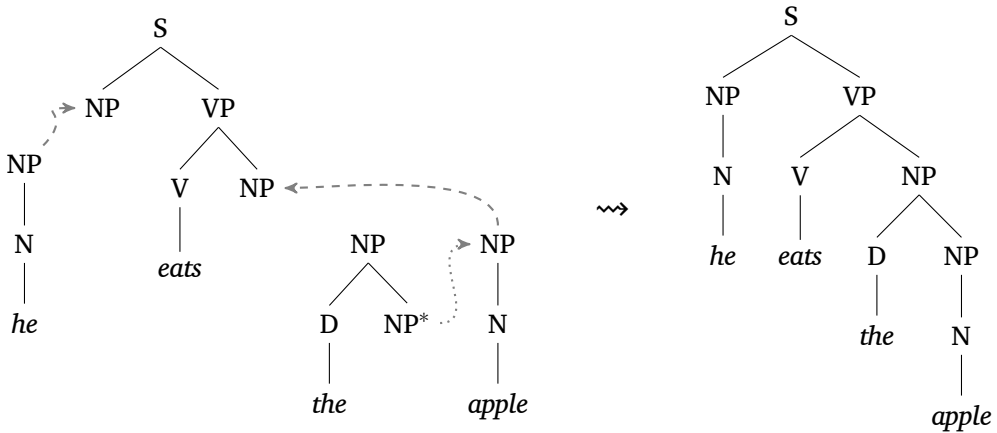 S
NP VP
NP
V NP
N
eats
he
NP NP
D NP* N
the apple
⇝
S
NP VP
N V NP
he eats D NP
the N
apple